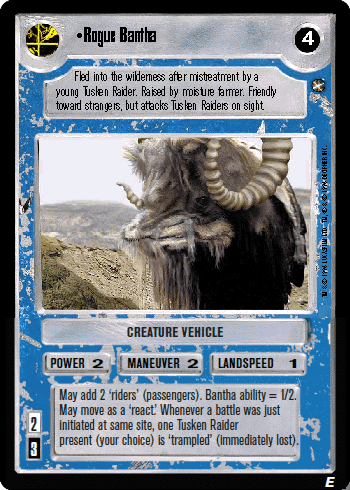 •Rogue Bantha
4
Fled into the wilderness after mistreatment by a
young Tusken Raider. Raised by moisture farmer. Friendly
toward strangers, but attacks Tusken Raiders on sight.
CREATURE VEHICLE
POWER 2 MANEUVER 2 LANDSPEED 1
May add 2 'riders' (passengers). Bantha ability = 1/2.
May move as a 'react.' Whenever a battle was just
initiated at same site, one Tusken Raider
present (your choice) is 'trampled' (immediately lost).
2
3
E